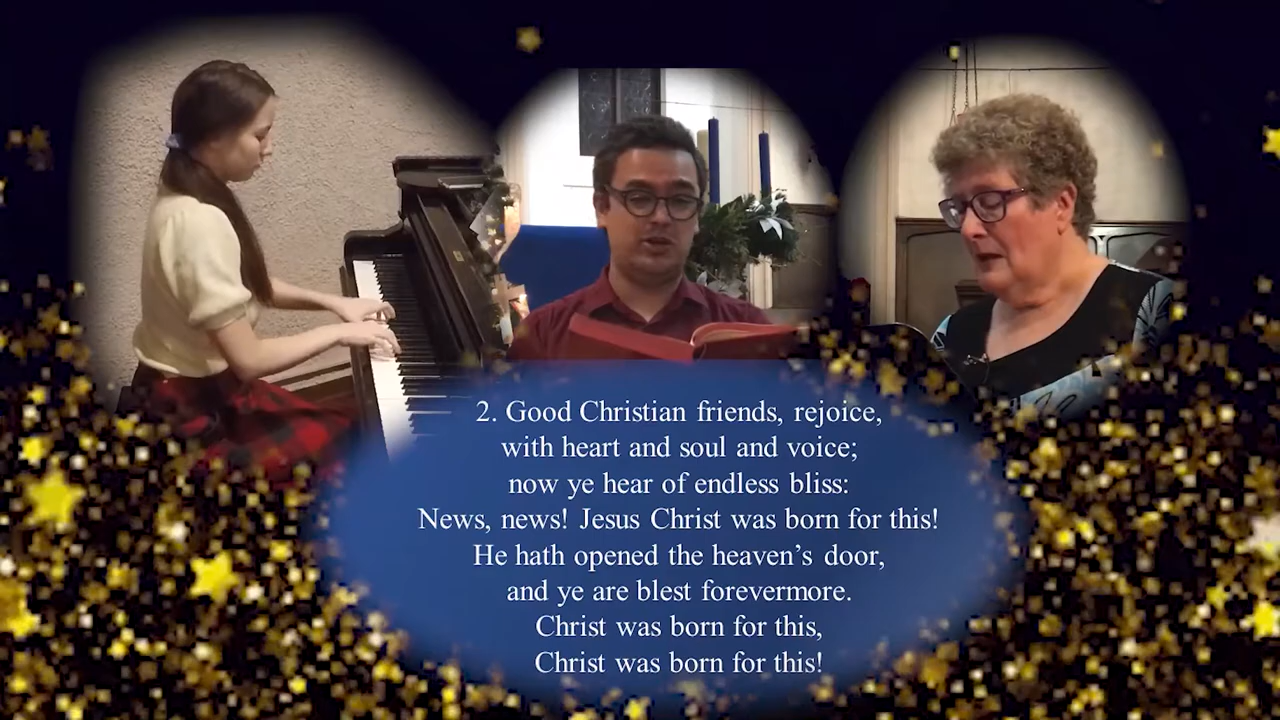 2. Good Christian friends, rejoice,
with heart and soul and voice;
now ye hear of endless bliss:
News, news! Jesus Christ was born for this!
He hath opened the heaven’s door,
and ye are blest forevermore.
Christ was born for this,
Christ was born for this!